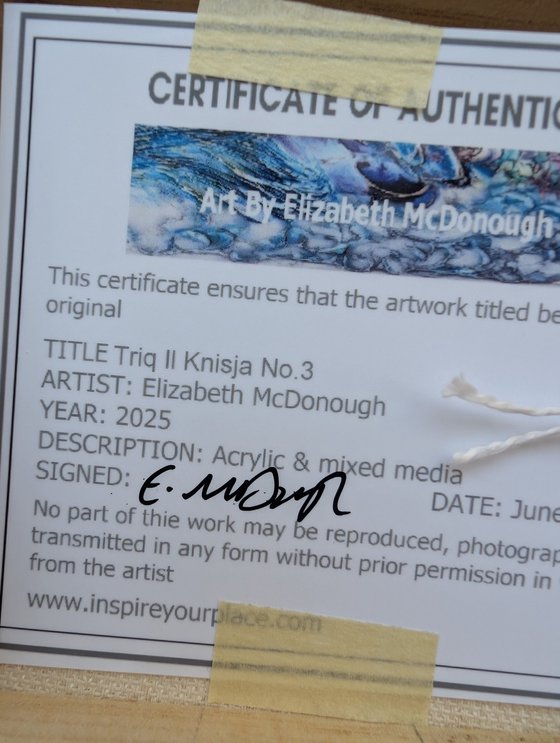 CERTIFICATE OF AUTHENTIC
Art By Elizabeth McDonough
This certificate ensures that the artwork titled be
original
TITLE Triq Il Knisja No.3
ARTIST: Elizabeth McDonough
YEAR: 2025
DESCRIPTION: Acrylic & mixed media
SIGNED: E. McDonough DATE: June
No part of thie work may be reproduced, photograp
transmitted in any form without prior permission in
from the artist
www.inspireyourplace.com